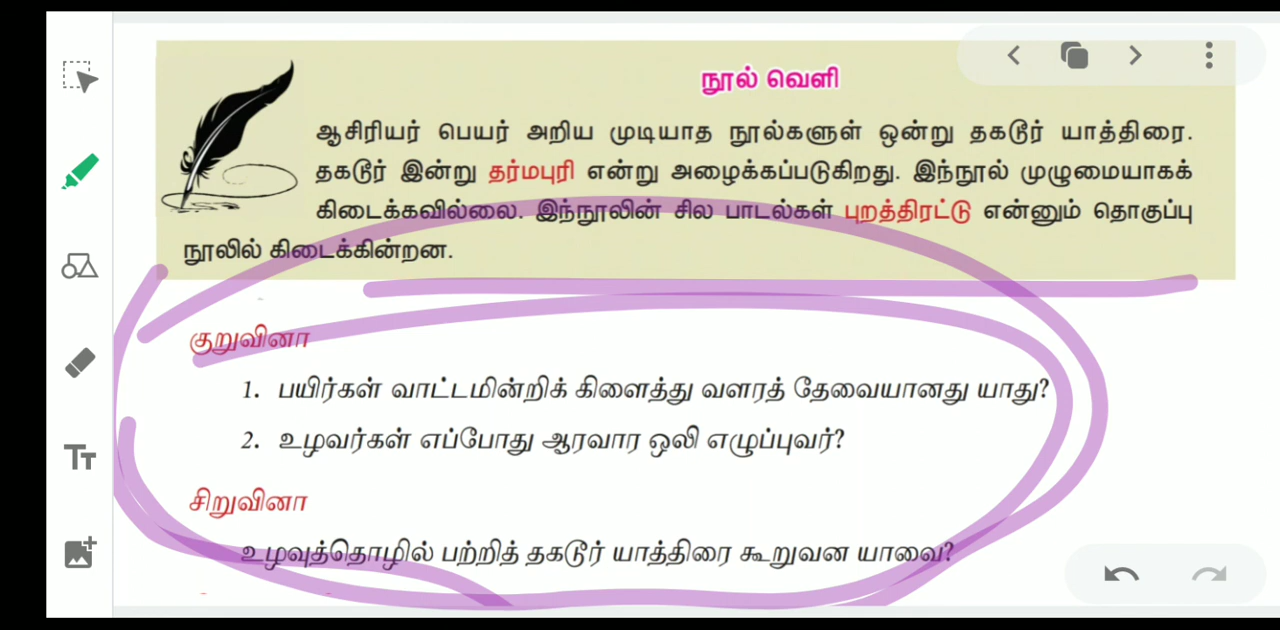 நூல் வெளி
ஆசிரியர் பெயர் அறிய முடியாத நூல்களுள் ஒன்று தகடூர் யாத்திரை.
தகடூர் இன்று தர்மபுரி என்று அழைக்கப்படுகிறது. இந்நூல் முழுமையாகக்
கிடைக்கவில்லை. இந்நூலின் சில பாடல்கள் புறத்திரட்டு என்னும் தொகுப்பு
நூலில் கிடைக்கின்றன.
குறுவினா
1. பயிர்கள் வாட்டமின்றிக் கிளைத்து வளரத் தேவையானது யாது?
2. உழவர்கள் எப்போது ஆரவார ஒலி எழுப்புவர்?
சிறுவினா
உழவுத்தொழில் பற்றித் தகடூர் யாத்திரை கூறுவன யாவை?
TT